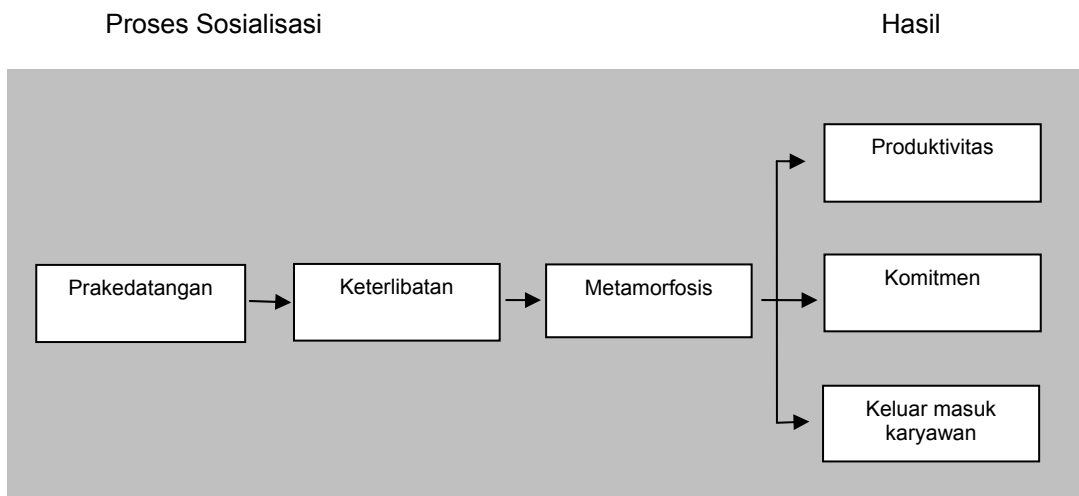 Proses Sosialisasi
Hasil
Prakedatangan
Keterlibatan
Metamorfosis
Produktivitas
Komitmen
Keluar masuk
karyawan